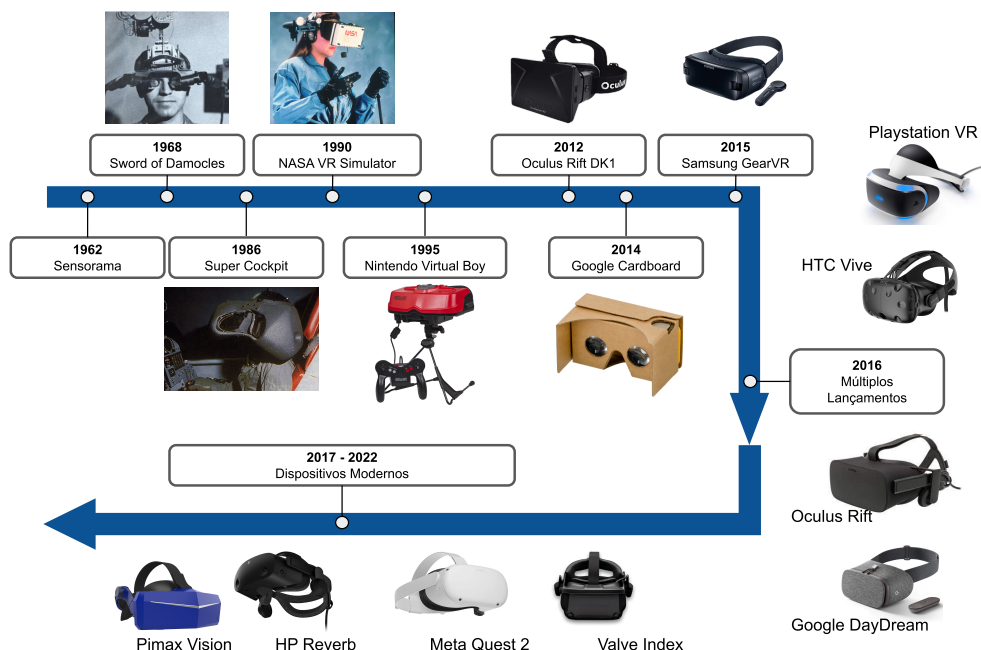 NASA
Oculus
1968
Sword of Damocles
1990
NASA VR Simulator
2012
Oculus Rift DK1
2015
Samsung GearVR
Playstation VR
1962
Sensorama
1986
Super Cockpit
1995
Nintendo Virtual Boy
2014
Google Cardboard
HTC Vive
2016
Múltiplos
Lançamentos
2017 - 2022
Dispositivos Modernos
Oculus Rift
Google DayDream
Pimax Vision
HP Reverb
Meta Quest 2
Valve Index